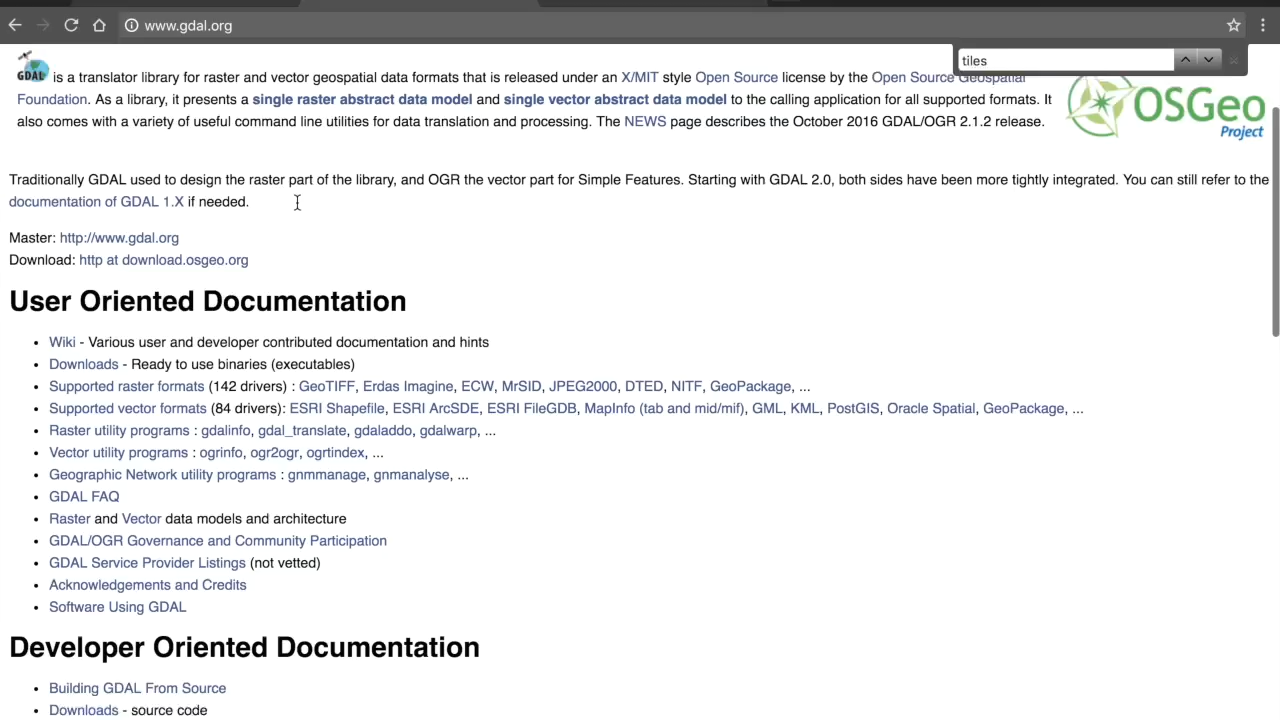 www.gdal.org
tiles
GDAL is a translator library for raster and vector geospatial data formats that is released under an X/MIT style Open Source license by the Open Source Geospatial
Foundation. As a library, it presents a single raster abstract data model and single vector abstract data model to the calling application for all supported formats. It
also comes with a variety of useful command line utilities for data translation and processing. The NEWS page describes the October 2016 GDAL/OGR 2.1.2 release.
OSGeo
Project
Traditionally GDAL used to design the raster part of the library, and OGR the vector part for Simple Features. Starting with GDAL 2.0, both sides have been more tightly integrated. You can still refer to the
documentation of GDAL 1.X if needed.
Master: http://www.gdal.org
Download: http at download.osgeo.org
User Oriented Documentation
• Wiki - Various user and developer contributed documentation and hints
• Downloads - Ready to use binaries (executables)
• Supported raster formats (142 drivers) : GeoTIFF, Erdas Imagine, ECW, MrSID, JPEG2000, DTED, NITF, GeoPackage, ...
• Supported vector formats (84 drivers): ESRI Shapefile, ESRI ArcSDE, ESRI FileGDB, MapInfo (tab and mid/mif), GML, KML, PostGIS, Oracle Spatial, GeoPackage, ...
• Raster utility programs : gdalinfo, gdal_translate, gdaladdo, gdalwarp, ...
• Vector utility programs : ogrinfo, ogr2ogr, ogrtindex, ...
• Geographic Network utility programs : gnmmanage, gnmanalyse, ...
• GDAL FAQ
• Raster and Vector data models and architecture
• GDAL/OGR Governance and Community Participation
• GDAL Service Provider Listings (not vetted)
• Acknowledgements and Credits
• Software Using GDAL
Developer Oriented Documentation
• Building GDAL From Source
• Downloads - source code